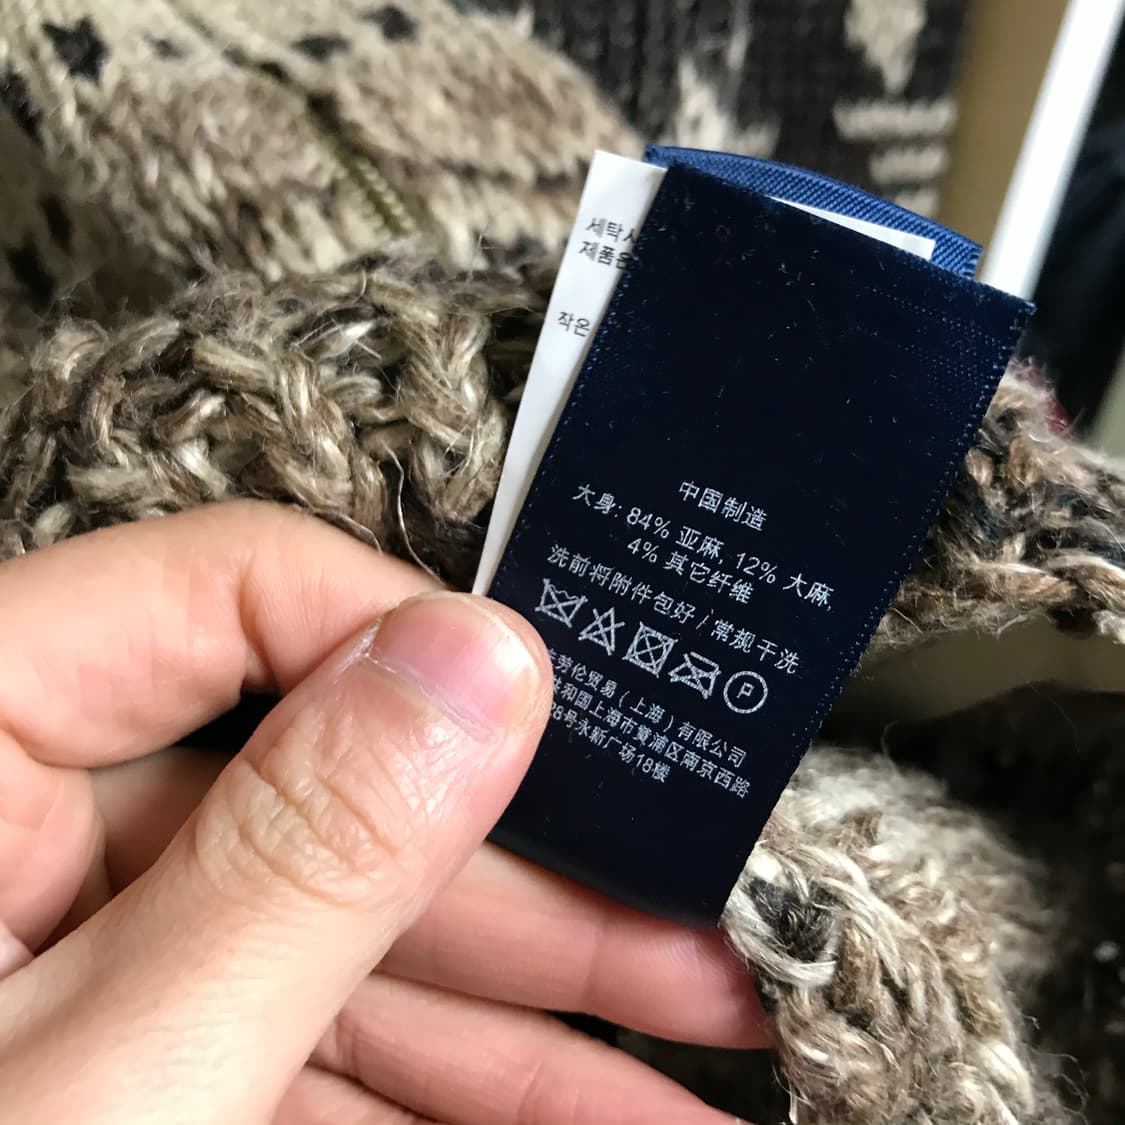 세탁
제품은
작은
中国制造
大身: 84% 亚麻, 12% 大麻,
4% 其它纤维
洗前将附件包好 / 常规干洗
P
劳伦贸易（上海）有限公司
和国上海市黄浦区南京西路
号永新广场18楼